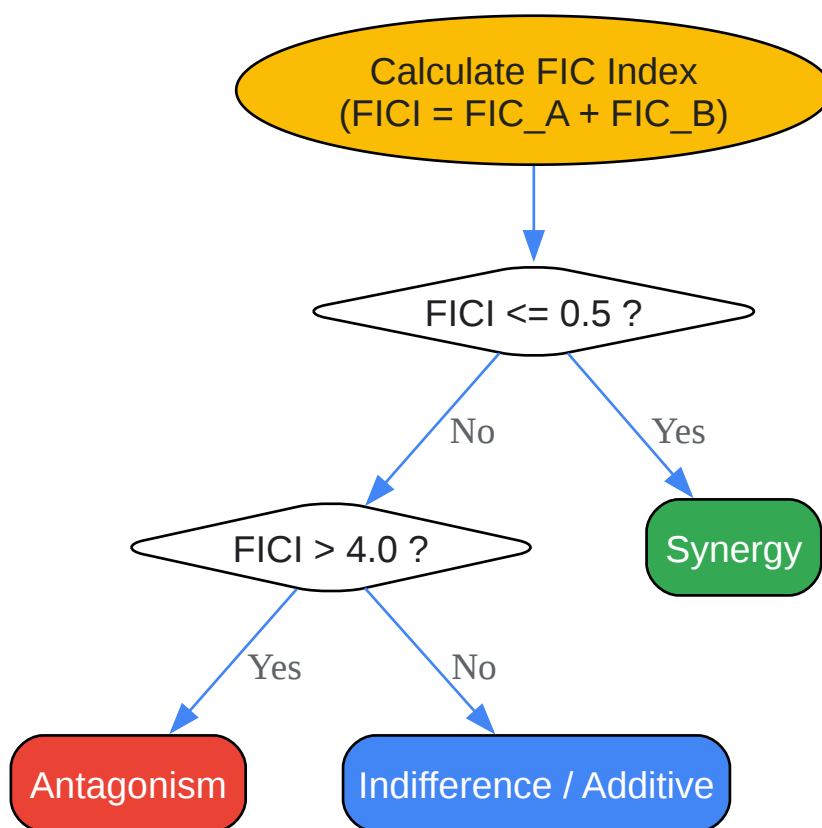 Calculate FIC Index
(FICI = FIC_A + FIC_B)
FICI <= 0.5 ?
No
Yes
FICI > 4.0 ?
Synergy
Yes
No
Antagonism
Indifference / Additive